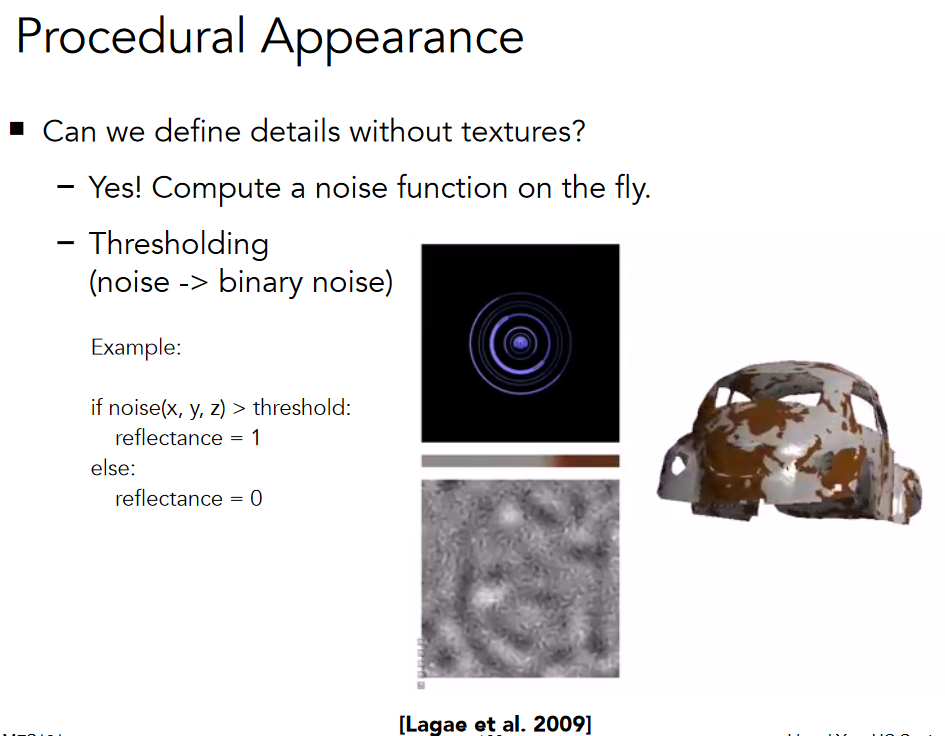 Procedural Appearance
Can we define details without textures?
– Yes! Compute a noise function on the fly.
– Thresholding
(noise -> binary noise)
Example:
if noise(x, y, z) > threshold:
reflectance = 1
else:
reflectance = 0
[Lagae et al. 2009]